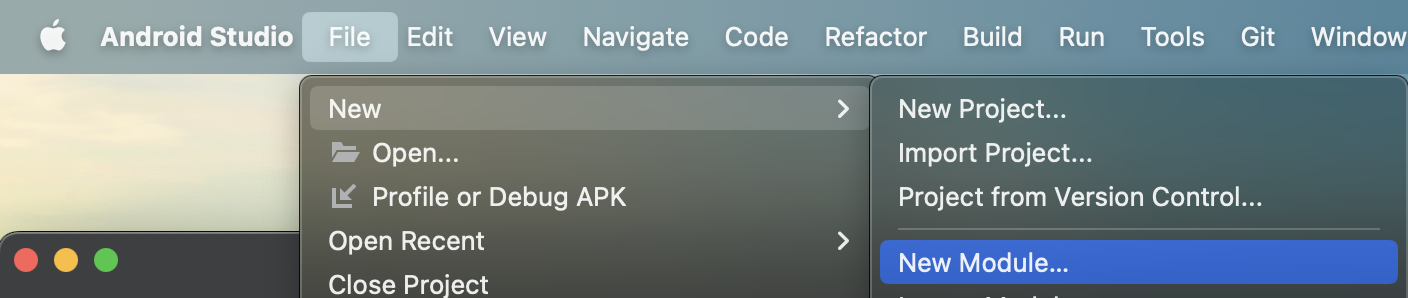 Android Studio File Edit View Navigate Code Refactor Build Run Tools Git Window
New
Open...
Profile or Debug APK
Open Recent
Close Project
New Project...
Import Project...
Project from Version Control...
New Module...